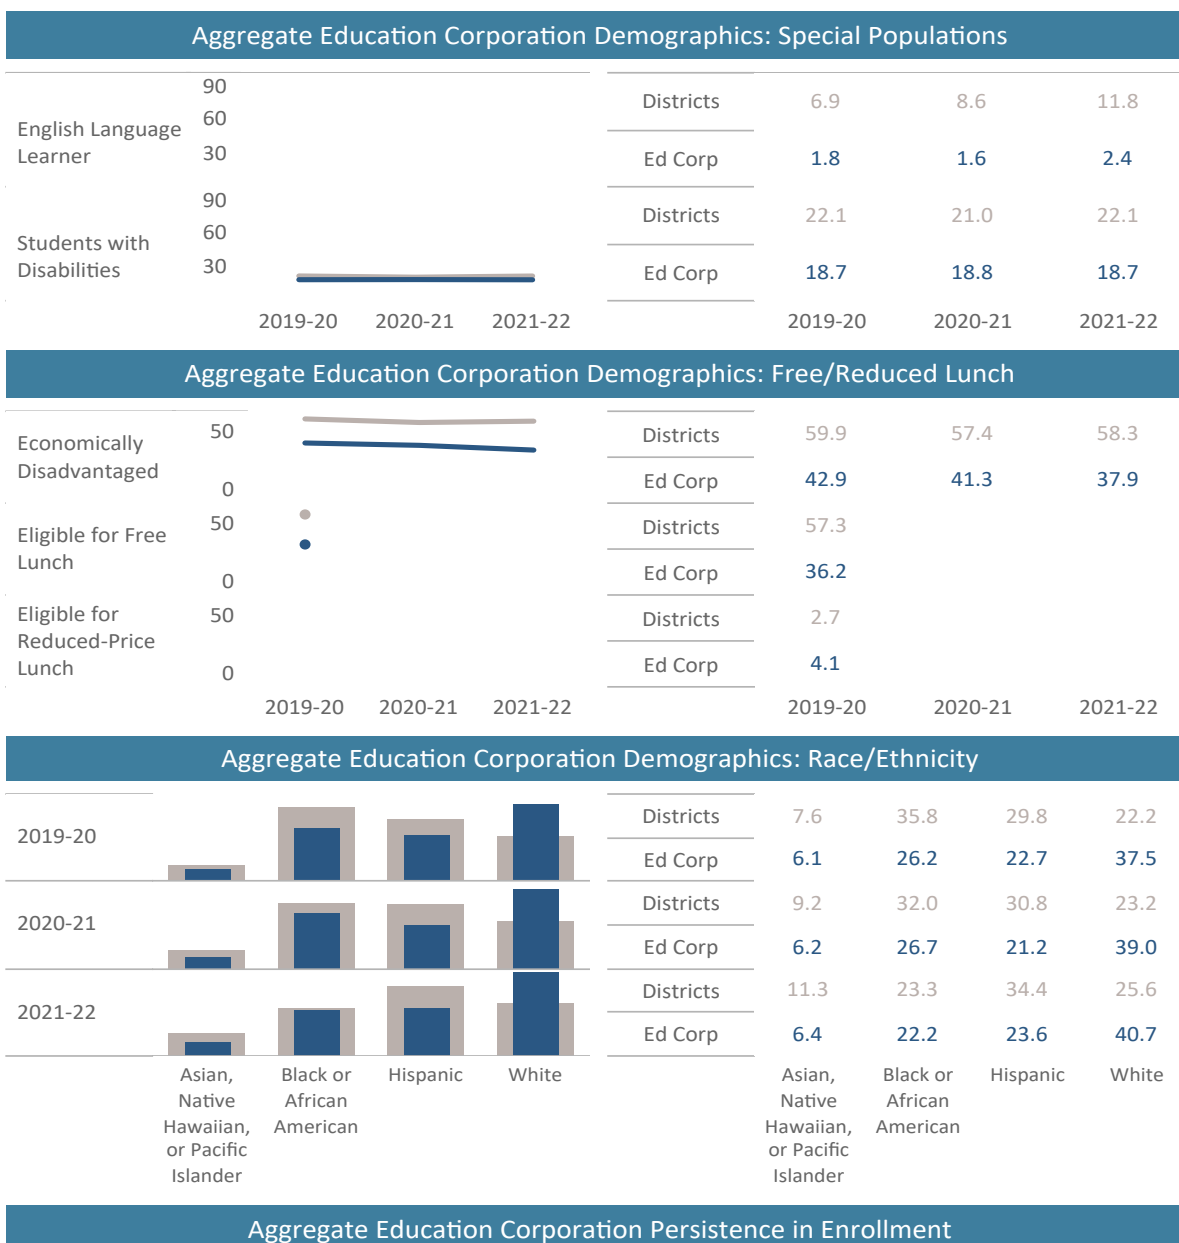 Aggregate Education Corporation Demographics: Special Populations
English Language
Learner
90
60
30
Districts 6.9 8.6 11.8
Ed Corp 1.8 1.6 2.4
Students with
Disabilities
90
60
30
Districts 22.1 21.0 22.1
Ed Corp 18.7 18.8 18.7
2019-20 2020-21 2021-22
2019-20 2020-21 2021-22
Aggregate Education Corporation Demographics: Free/Reduced Lunch
Economically
Disadvantaged
50
0
Districts 59.9 57.4 58.3
Ed Corp 42.9 41.3 37.9
Eligible for Free
Lunch
50
0
Districts 57.3
Ed Corp 36.2
Eligible for
Reduced-Price
Lunch
50
0
Districts 2.7
Ed Corp 4.1
2019-20 2020-21 2021-22
2019-20 2020-21 2021-22
Aggregate Education Corporation Demographics: Race/Ethnicity
2019-20
Districts 7.6 35.8 29.8 22.2
Ed Corp 6.1 26.2 22.7 37.5
2020-21
Districts 9.2 32.0 30.8 23.2
Ed Corp 6.2 26.7 21.2 39.0
2021-22
Districts 11.3 23.3 34.4 25.6
Ed Corp 6.4 22.2 23.6 40.7
Asian,
Native
Hawaiian,
or Pacific
Islander
Black or
African
American
Hispanic
White
Asian,
Native
Hawaiian,
or Pacific
Islander
Black or
African
American
Hispanic
White
Aggregate Education Corporation Persistence in Enrollment